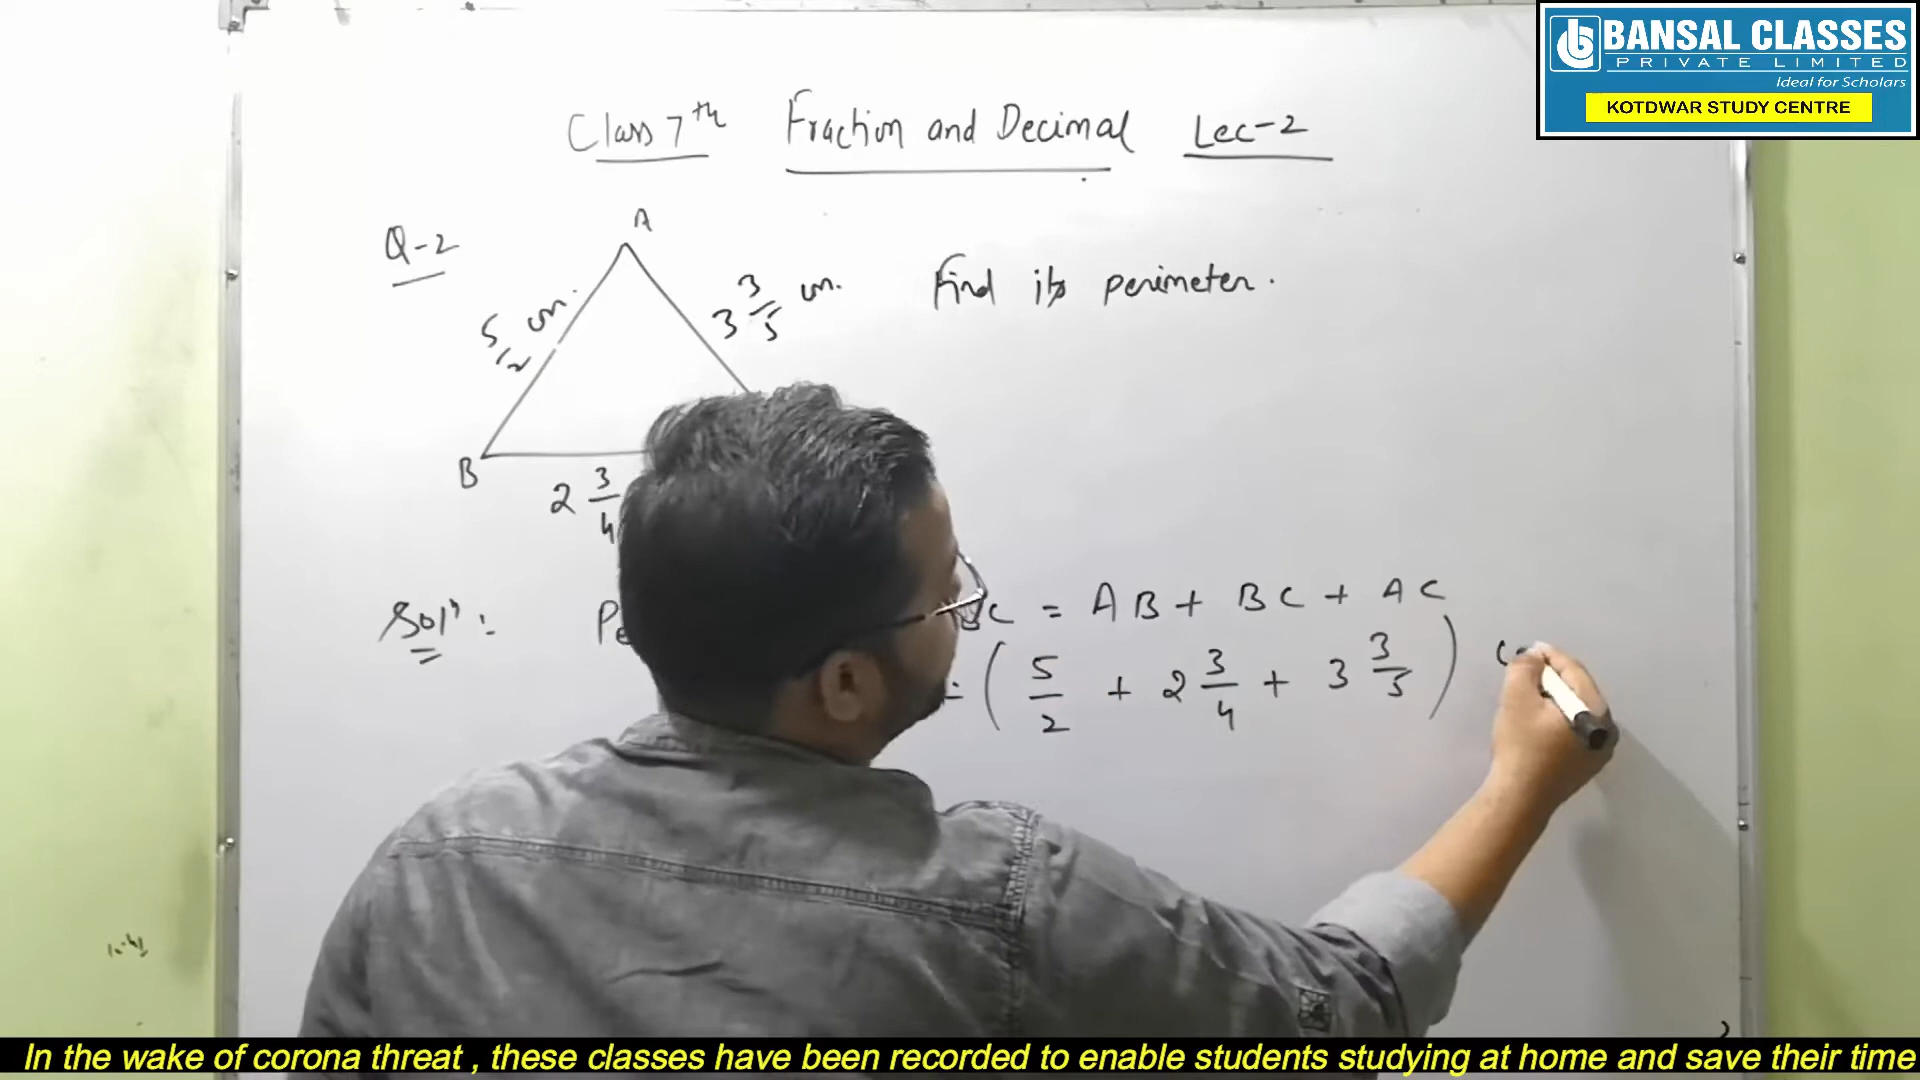 BANSAL CLASSES
PRIVATE LIMITED
Ideal for Scholars
KOTDWAR STUDY CENTRE
Class 7th Fraction and Decimal Lec-2
Q-2
A
5/2 cm.
3 3/5 cm.
Find its perimeter.
B
2 3/4
Solⁿ: = AB + BC + AC
= ( 5/2 + 2 3/4 + 3 3/5 )
In the wake of corona threat , these classes have been recorded to enable students studying at home and save their time